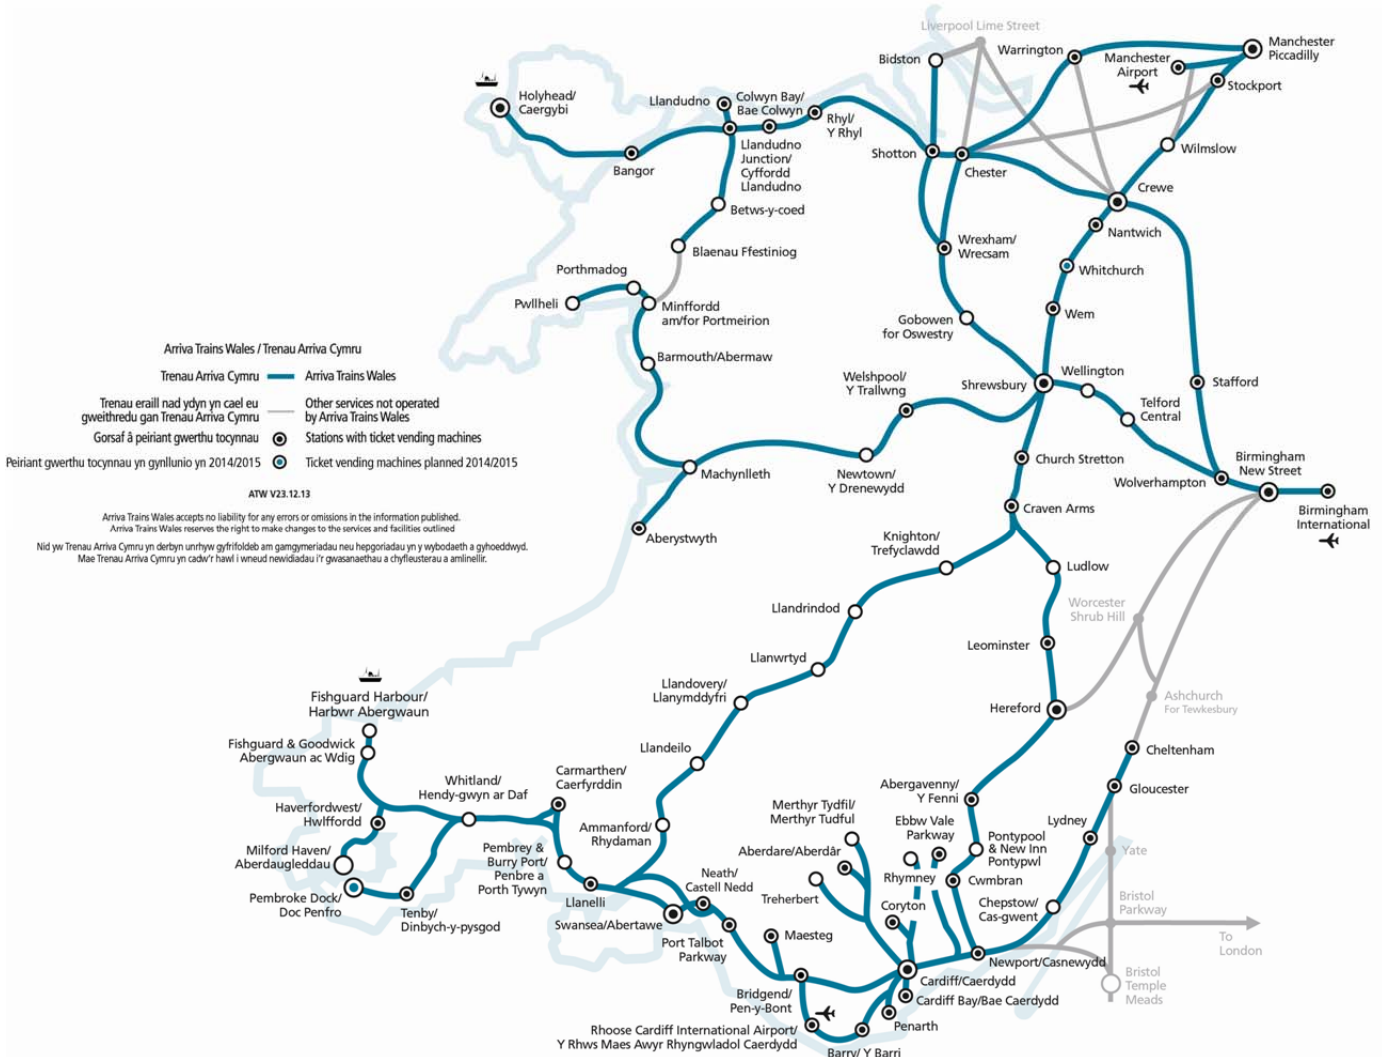 Liverpool Lime Street
Bidston
Warrington
Manchester
Airport
Manchester
Piccadilly
Stockport
Holyhead/
Caergybi
Llandudno
Colwyn Bay/
Bae Colwyn
Rhyl/
Y Rhyl
Bangor
Llandudno
Junction/
Cyffordd
Llandudno
Shotton
Chester
Wilmslow
Crewe
Betws-y-coed
Nantwich
Blaenau Ffestiniog
Wrexham/
Wrecsam
Whitchurch
Porthmadog
Pwllheli
Minffordd
am/for Portmeirion
Gobowen
for Oswestry
Wem
Barmouth/Abermaw
Welshpool/
Y Trallwng
Shrewsbury
Wellington
Stafford
Telford
Central
Arriva Trains Wales / Trenau Arriva Cymru
Trenau Arriva Cymru
Arriva Trains Wales
Trenau eraill nad ydyn yn cael eu
gweithredu gan Trenau Arriva Cymru
Other services not operated
by Arriva Trains Wales
Gorsaf â peiriant gwerthu tocynnau
Stations with ticket vending machines
Peiriant gwerthu tocynnau yn gynllunio yn 2014/2015
Ticket vending machines planned 2014/2015
ATW V23.12.13
Arriva Trains Wales accepts no liability for any errors or omissions in the information published.
Arriva Trains Wales reserves the right to make changes to the services and facilities outlined
Nid yw Trenau Arriva Cymru yn derbyn unrhyw gyfrifoldeb am gamgymeriadau neu hepgoriadau yn y wybodaeth a gyhoeddwyd.
Mae Trenau Arriva Cymru yn cadw'r hawl i wneud newidiadau i'r gwasanaethau a chyfleusterau a amlinellir.
Machynlleth
Newtown/
Y Drenewydd
Church Stretton
Wolverhampton
Birmingham
New Street
Birmingham
International
Aberystwyth
Craven Arms
Knighton/
Trefyclawdd
Ludlow
Llandrindod
Worcester
Shrub Hill
Leominster
Llanwrtyd
Llandovery/
Llanymddyfri
Hereford
Ashchurch
For Tewkesbury
Fishguard Harbour/
Harbwr Abergwaun
Fishguard & Goodwick
Abergwaun ac Wdig
Llandeilo
Cheltenham
Whitland/
Hendy-gwyn ar Daf
Carmarthen/
Caerfyrddin
Abergavenny/
Y Fenni
Gloucester
Haverfordwest/
Hwlffordd
Ammanford/
Rhydaman
Merthyr Tydfil/
Merthyr Tudful
Ebbw Vale
Parkway
Lydney
Milford Haven/
Aberdaugleddau
Pembrey &
Burry Port/
Penbre a
Porth Tywyn
Aberdare/Aberdâr
Pontypool
& New Inn
Pontypwl
Yate
Rhymney
Cwmbran
Pembroke Dock/
Doc Penfro
Tenby/
Dinbych-y-pysgod
Llanelli
Neath/
Castell Nedd
Treherbert
Coryton
Chepstow/
Cas-gwent
Bristol
Parkway
Swansea/Abertawe
Port Talbot
Parkway
Maesteg
To
London
Newport/Casnewydd
Bridgend/
Pen-y-Bont
Cardiff/Caerdydd
Cardiff Bay/Bae Caerdydd
Bristol
Temple
Meads
Penarth
Rhoose Cardiff International Airport/
Y Rhws Maes Awyr Rhyngwladol Caerdydd
Barry/ Y Barri